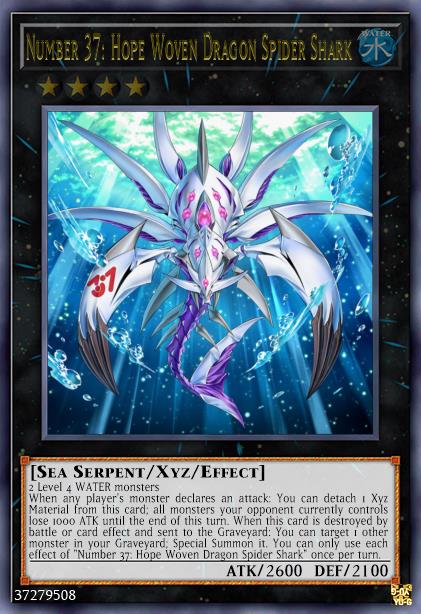 Number 37: Hope Woven Dragon Spider Shark
WATER
水
37
[Sea Serpent/Xyz/Effect]
2 Level 4 WATER monsters
When any player's monster declares an attack: You can detach 1 Xyz
Material from this card; all monsters your opponent currently controls
lose 1000 ATK until the end of this turn. When this card is destroyed by
battle or card effect and sent to the Graveyard: You can target 1 other
monster in your Graveyard; Special Summon it. You can only use each
effect of "Number 37: Hope Woven Dragon Spider Shark" once per turn.
ATK/2600 DEF/2100
37279508